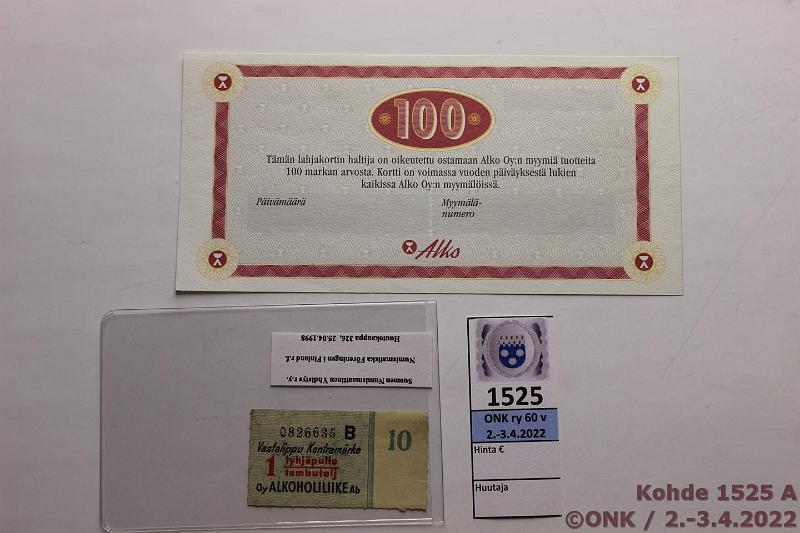 100
Tämän lahjakortin haltija on oikeutettu ostamaan Alko Oy:n myymiä tuotteita
100 markan arvosta. Kortti on voimassa vuoden päiväyksestä lukien
kaikissa Alko Oy:n myymälöissä.
Päivämäärä
Myymälä-
numero
Alko
Suomen Numismaattinen Yhdistys r.y.
Numismatiska Föreningen i Finland r.f.
Huutokauppa 326, 25.04.1998
0826635 B
Vastalippu Kontramärke
1 tyhjäpullo
tombutelj
Oy ALKOHOLILIIKE Ab
10
1525
ONK ry 60 v
2.-3.4.2022
Hinta €
Huutaja
Kohde 1525 A
©ONK / 2.-3.4.2022